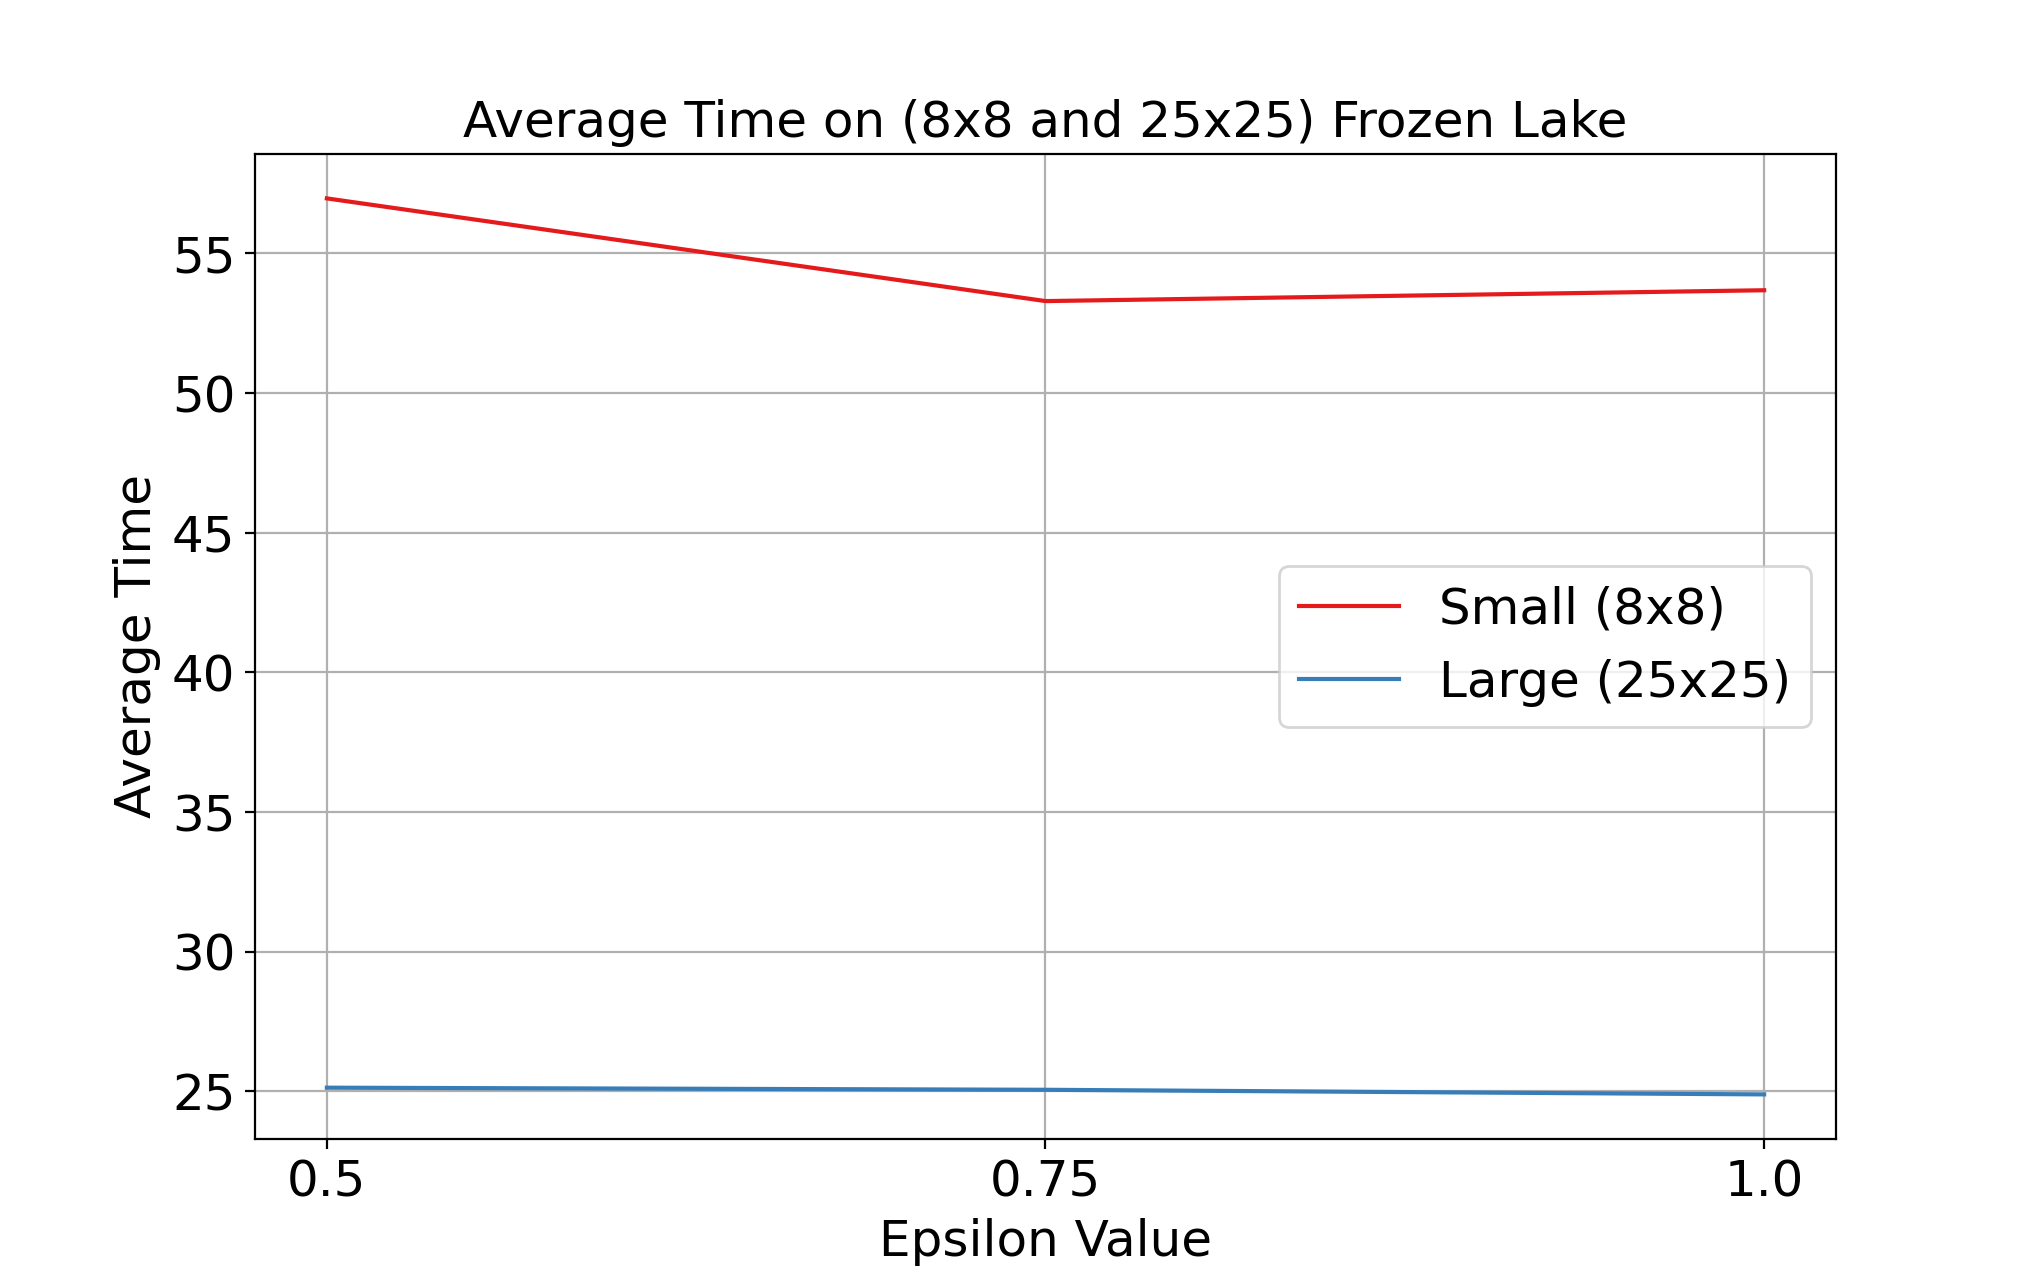 Average Time on (8x8 and 25x25) Frozen Lake
Average Time
55
50
45
40
35
30
25
Small (8x8)
Large (25x25)
0.5
0.75
1.0
Epsilon Value